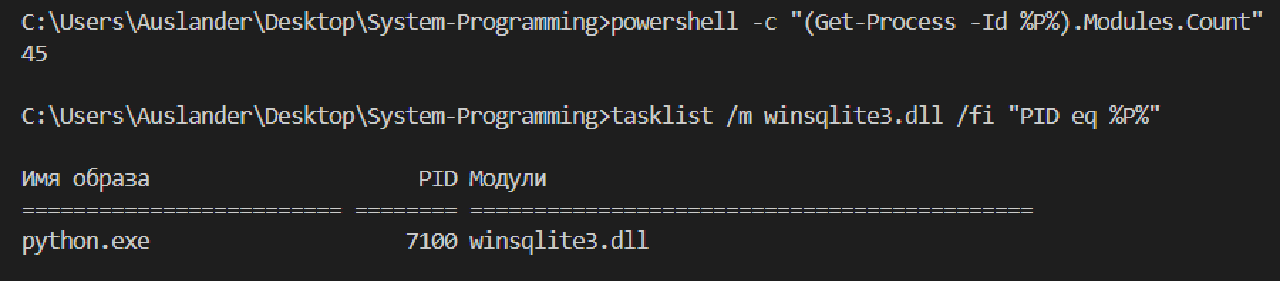 C:\Users\Auslander\Desktop\System-Programming>powershell -c "(Get-Process -Id %P%).Modules.Count"
45
C:\Users\Auslander\Desktop\System-Programming>tasklist /m winsqlite3.dll /fi "PID eq %P%"
Имя образа                     PID Модули
========================= ======== ============================================
python.exe                    7100 winsqlite3.dll